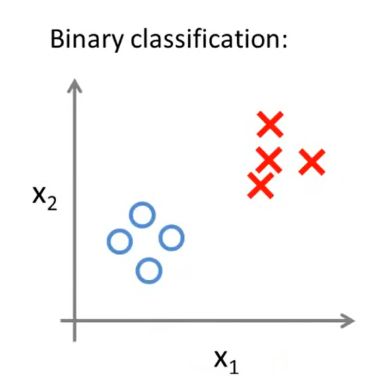 Binary classification:
x₂
x₁